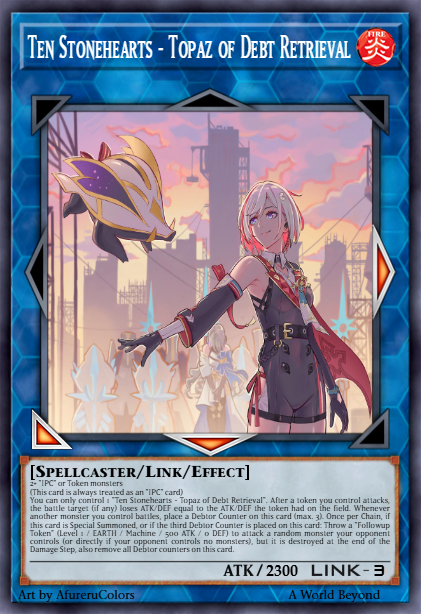 Ten Stonehearts - Topaz of Debt Retrieval
FIRE
炎
[Spellcaster/Link/Effect]
2+ "IPC" or Token monsters
(This card is always treated as an "IPC" card)
You can only control 1 "Ten Stonehearts - Topaz of Debt Retrieval". After a token you control attacks,
the battle target (if any) loses ATK/DEF equal to the ATK/DEF the token had on the field. Whenever
another monster you control battles, place a Debtor Counter on this card (max. 3). Once per Chain, if
this card is Special Summoned, or if the third Debtor Counter is placed on this card: Throw a "Followup
Token" (Level 1 / EARTH / Machine / 500 ATK / 0 DEF) to attack a random monster your opponent
controls (or directly if your opponent controls no monsters), but it is destroyed at the end of the
Damage Step, also remove all Debtor counters on this card.
ATK / 2300 LINK-3
Art by AfureruColors A World Beyond